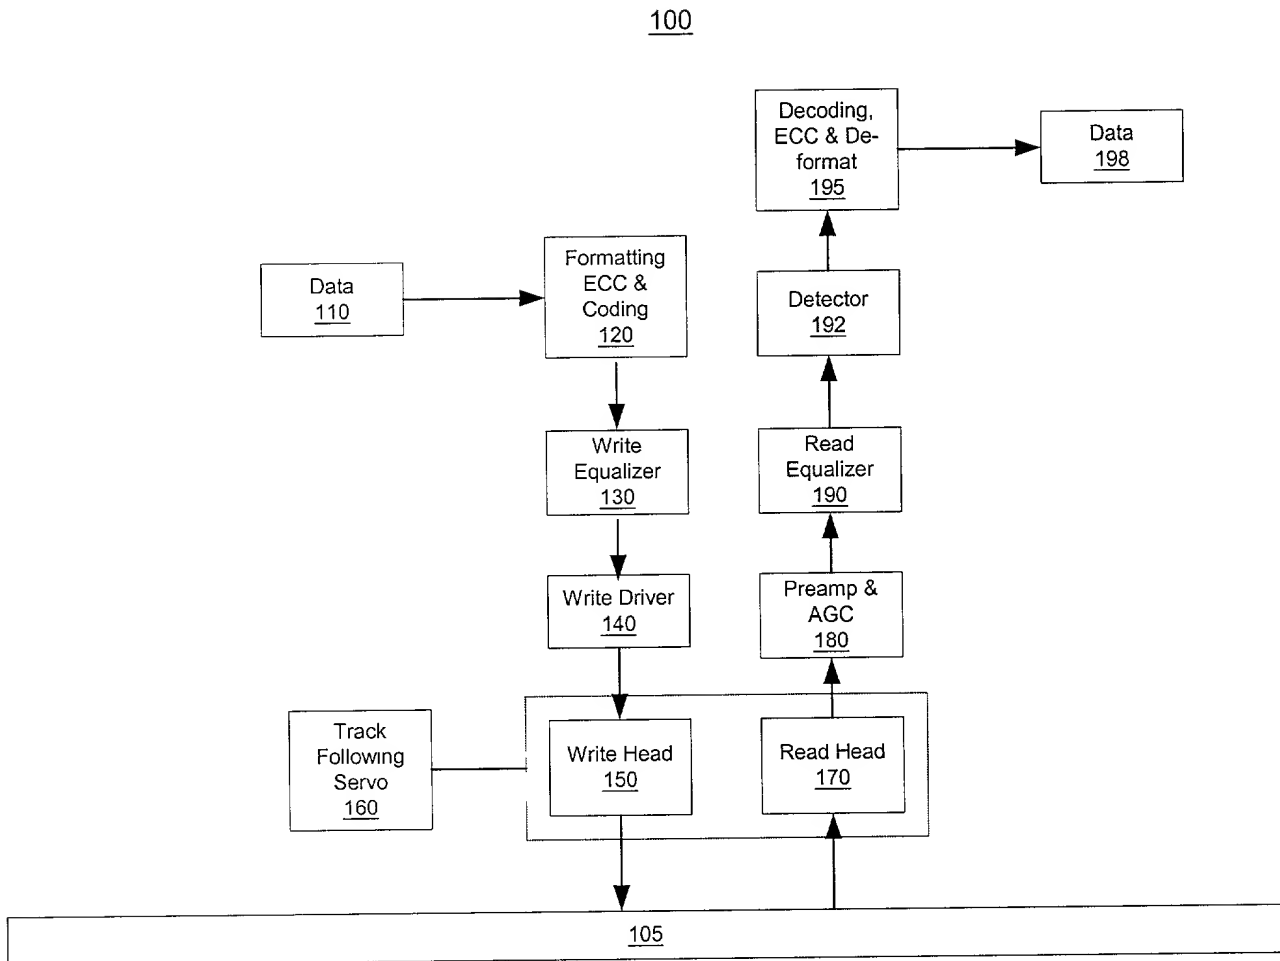 100
Decoding,
ECC & De-
format
195
Data
198
Formatting
ECC &
Coding
120
Data
110
Detector
192
Write
Equalizer
130
Read
Equalizer
190
Write Driver
140
Preamp &
AGC
180
Track
Following
Servo
160
Write Head
150
Read Head
170
105